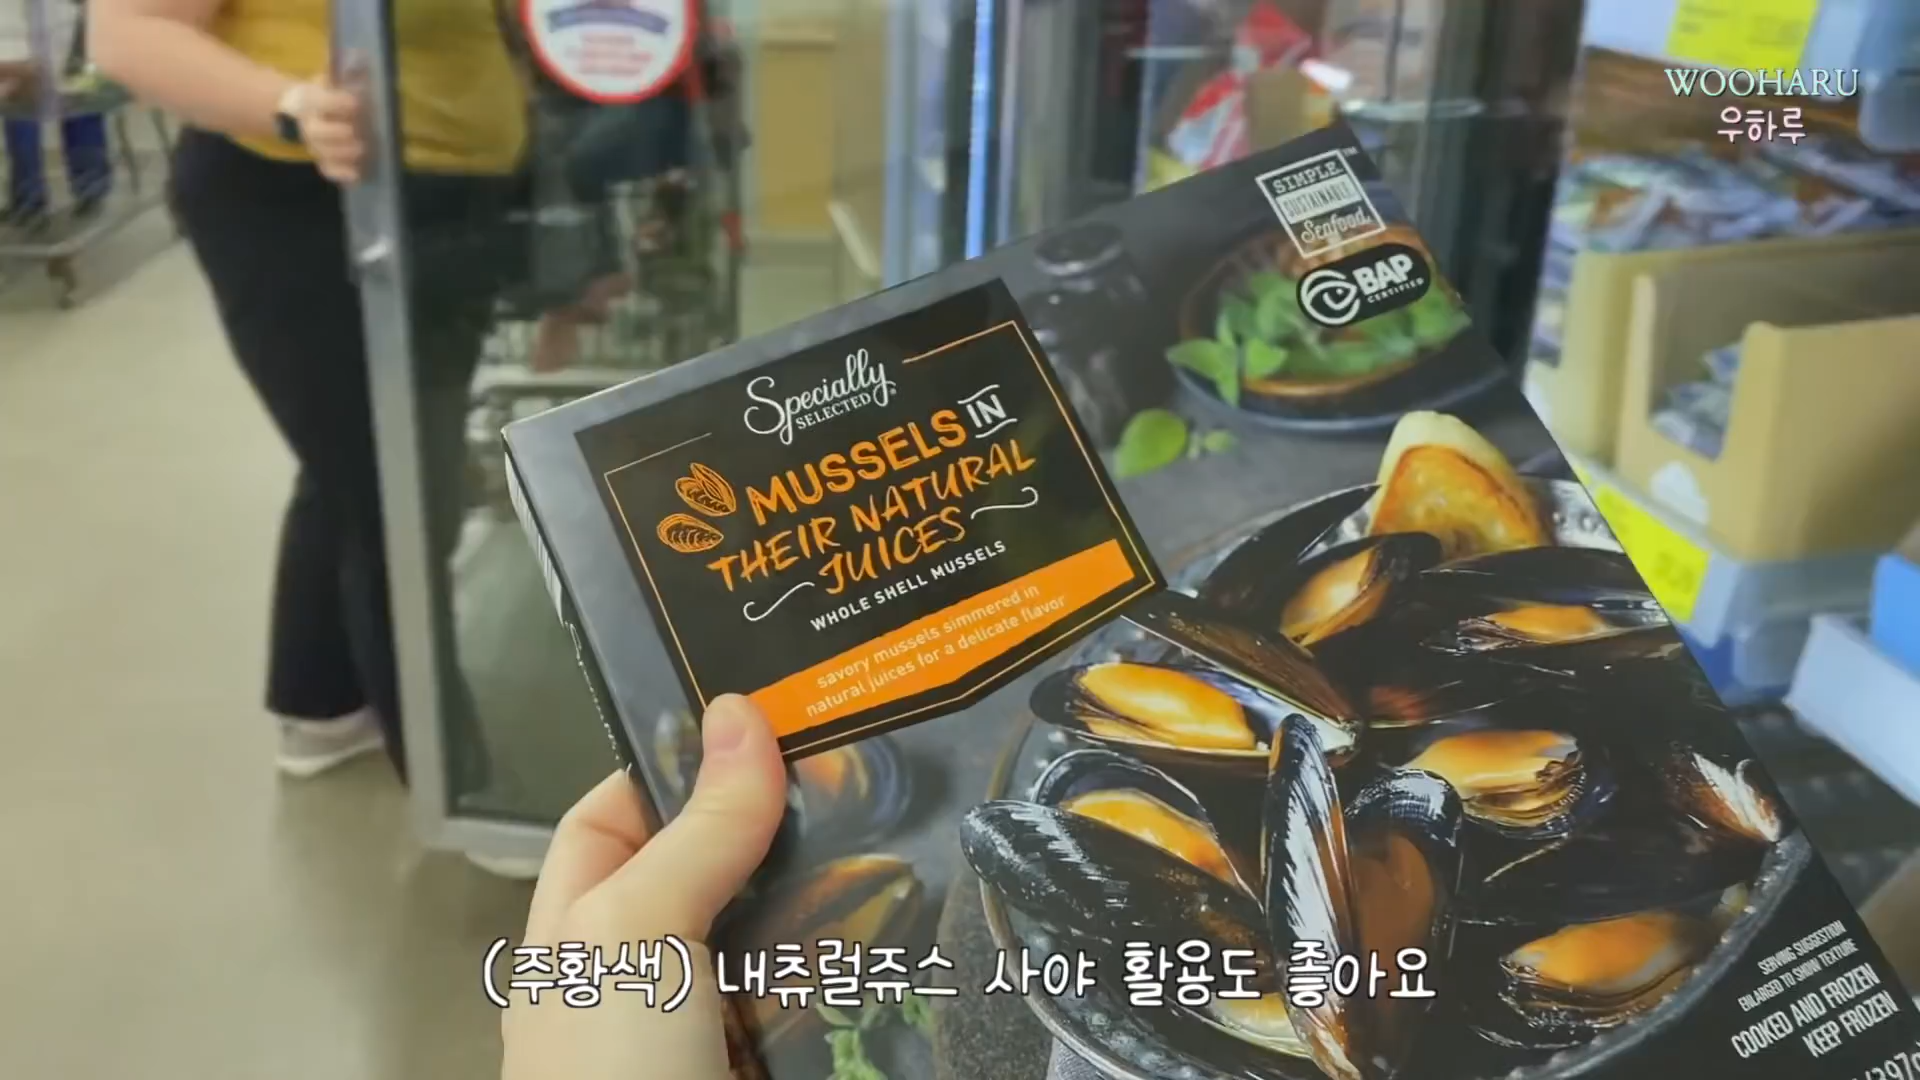 WOOHARU
우하루
SIMPLE.
SUSTAINABLE
Seafood.
BAP
CERTIFIED
Specially
SELECTED
MUSSELS IN
THEIR NATURAL
JUICES
WHOLE SHELL MUSSELS
savory mussels simmered in
natural juices for a delicate flavor
SERVING SUGGESTION
ENLARGED TO SHOW TEXTURE
COOKED AND FROZEN
KEEP FROZEN
(주황색) 내츄럴쥬스 사야 활용도 좋아요